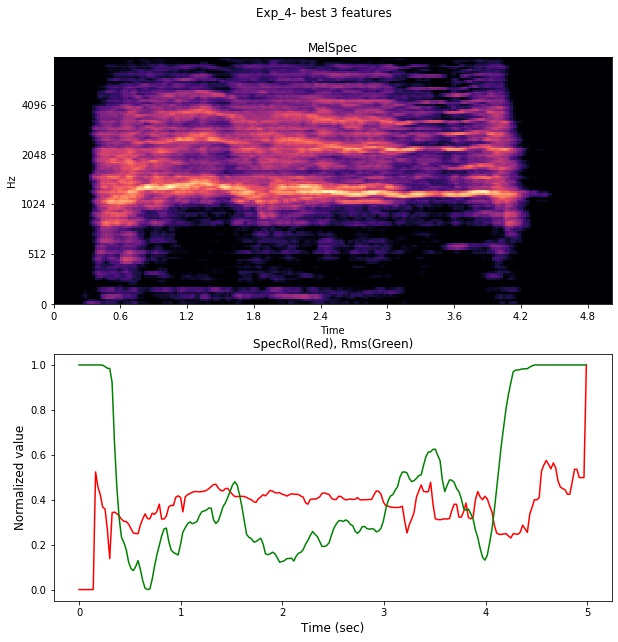 Exp_4- best 3 features
MelSpec
4096
2048
1024
512
0
Hz
0 0.6 1.2 1.8 2.4 3 3.6 4.2 4.8
Time
SpecRol(Red), Rms(Green)
1.0
0.8
0.6
0.4
0.2
0.0
Normalized value
0 1 2 3 4 5
Time (sec)